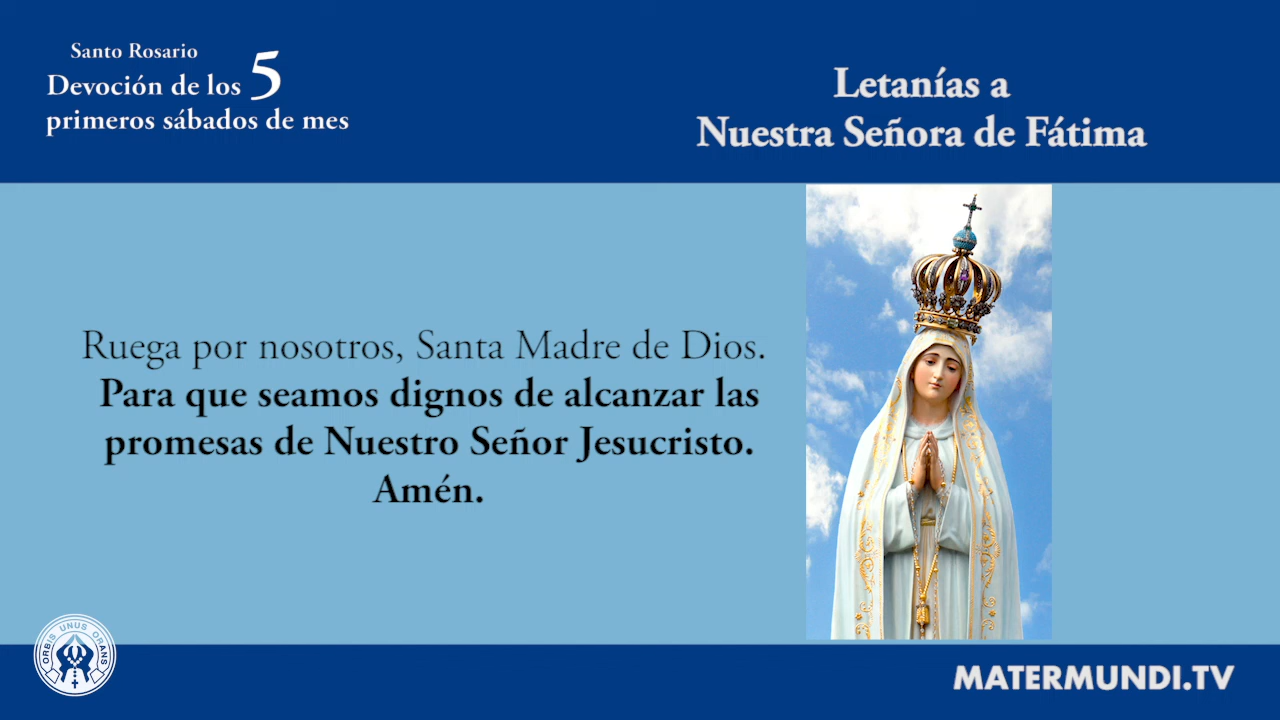 Santo Rosario
Devoción de los 5
primeros sábados de mes
Letanías a
Nuestra Señora de Fátima
Ruega por nosotros, Santa Madre de Dios.
Para que seamos dignos de alcanzar las
promesas de Nuestro Señor Jesucristo.
Amén.
ORBIS UNUS ORANS
MATERMUNDI.TV